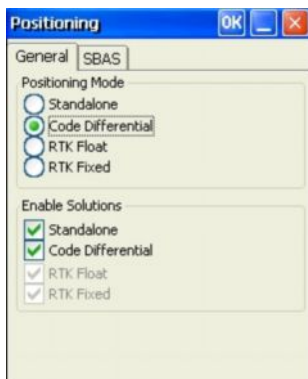 Positioning OK
General SBAS
Positioning Mode
Standalone
Code Differential
RTK Float
RTK Fixed
Enable Solutions
Standalone
Code Differential
RTK Float
RTK Fixed